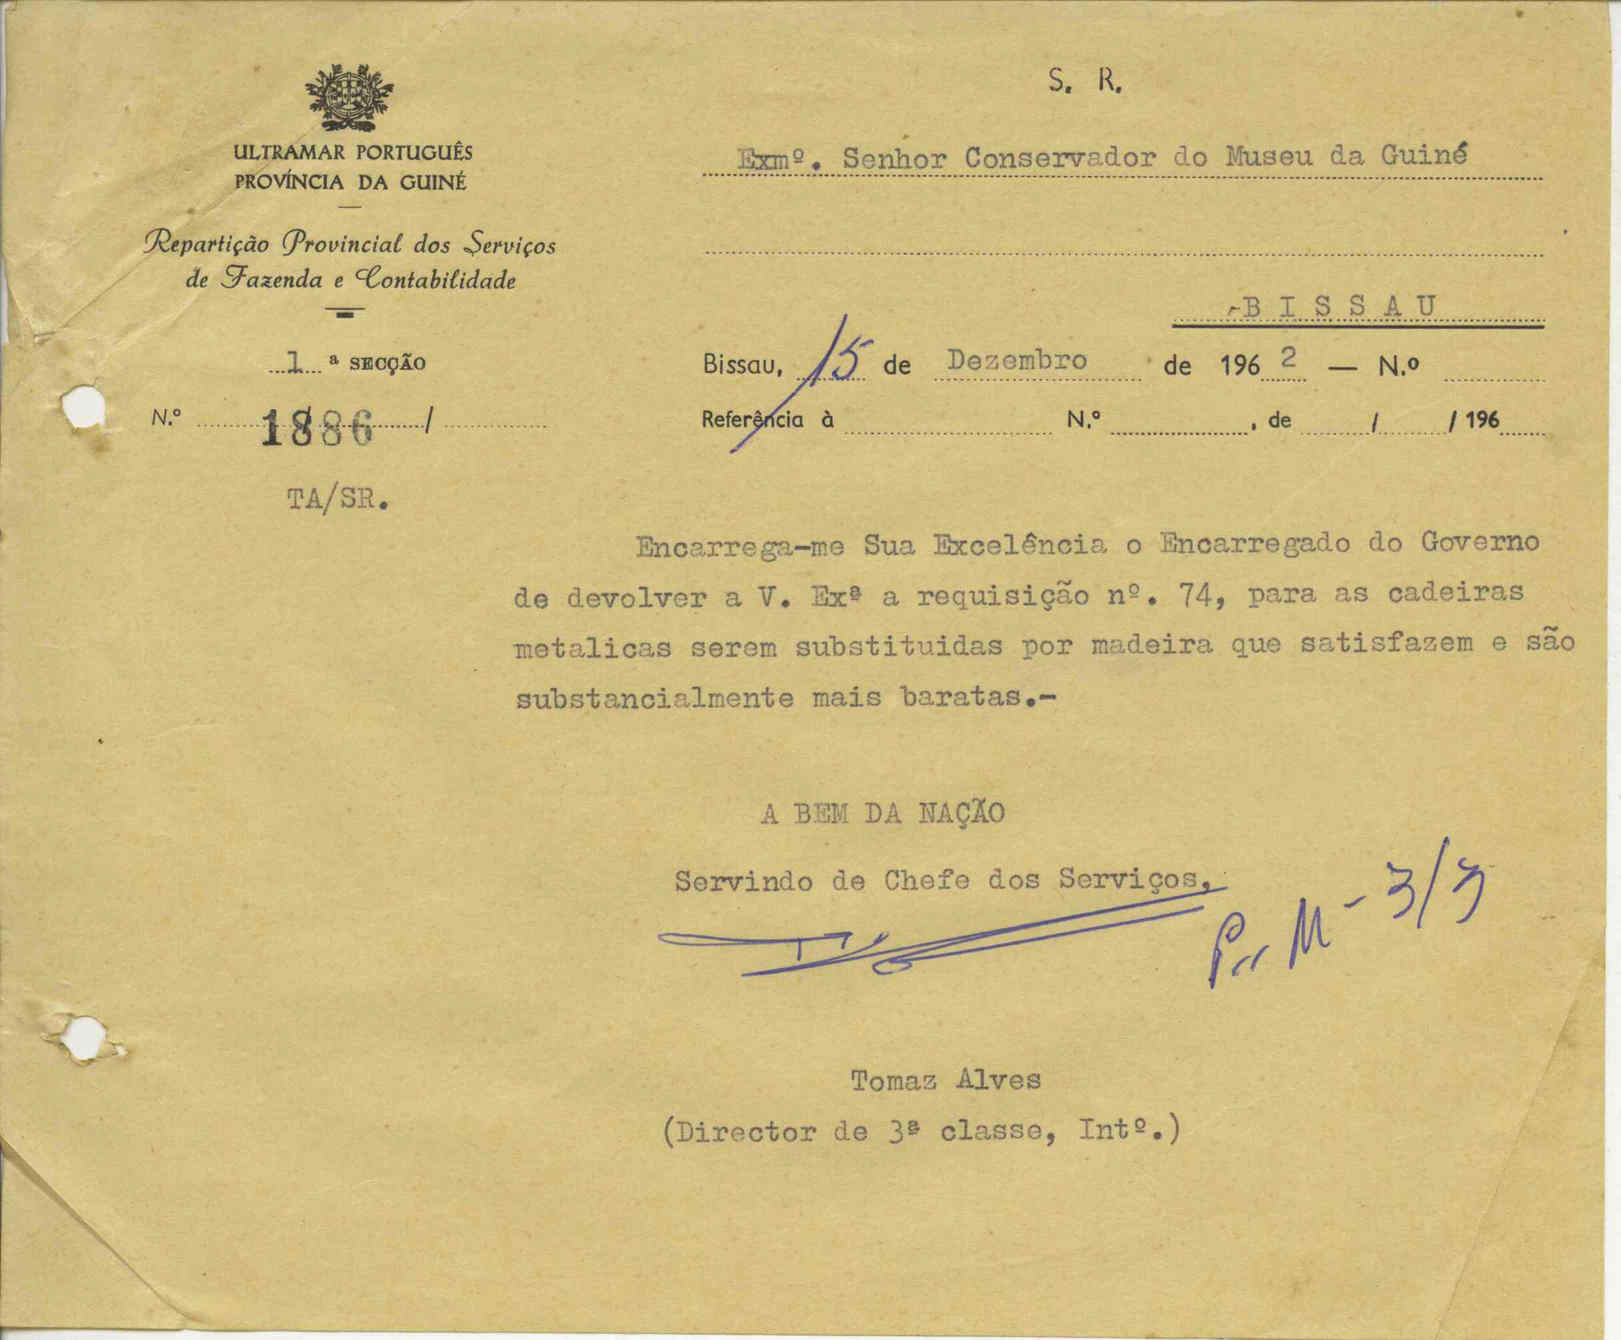 S. R.
ULTRAMAR PORTUGUÊS
PROVÍNCIA DA GUINÉ
Repartição Provincial dos Serviços
de Fazenda e Contabilidade
1ª SECÇÃO
N.º 1886 /
TA/SR.
Exmº. Senhor Conservador do Museu da Guiné
-B I S S A U
Bissau, 15 de Dezembro de 1962 — N.º
Referência à N.º , de / / 196
Encarrega-me Sua Excelência o Encarregado do Governo
de devolver a V. Exª a requisição nº. 74, para as cadeiras
metalicas serem substituidas por madeira que satisfazem e são
substancialmente mais baratas.-
A BEM DA NAÇÃO
Servindo de Chefe dos Serviços,
M - 3/3
Tomaz Alves
(Director de 3ª classe, Intº.)